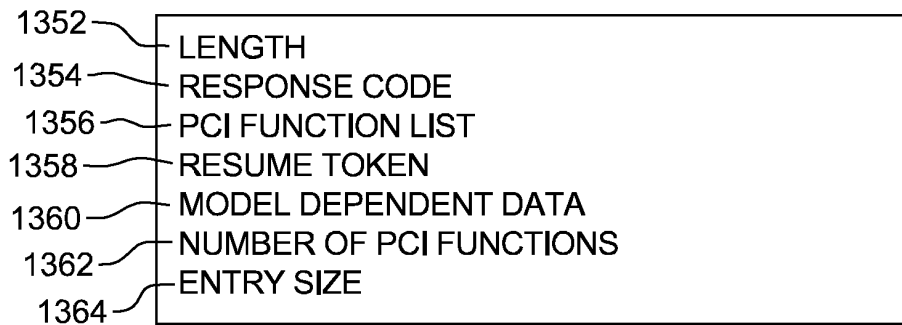 1352 LENGTH
1354 RESPONSE CODE
1356 PCI FUNCTION LIST
1358 RESUME TOKEN
1360 MODEL DEPENDENT DATA
1362 NUMBER OF PCI FUNCTIONS
1364 ENTRY SIZE